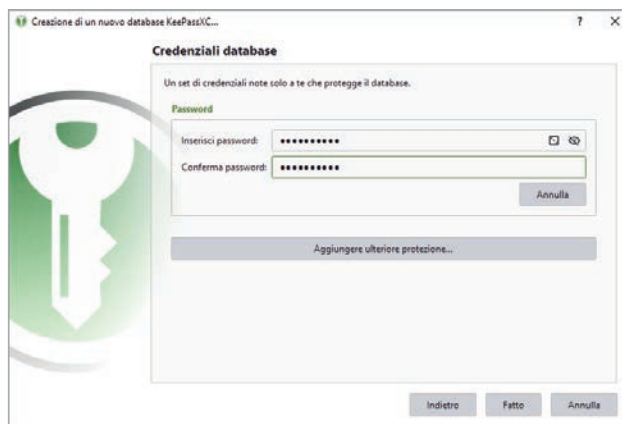 Creazione di un nuovo database KeePassXC...
Credenziali database
Un set di credenziali note solo a te che protegge il database.
Password
Inserisci password: ••••••••••
Conferma password: ••••••••••
Annulla
Aggiungere ulteriore protezione...
Indietro Fatto Annulla